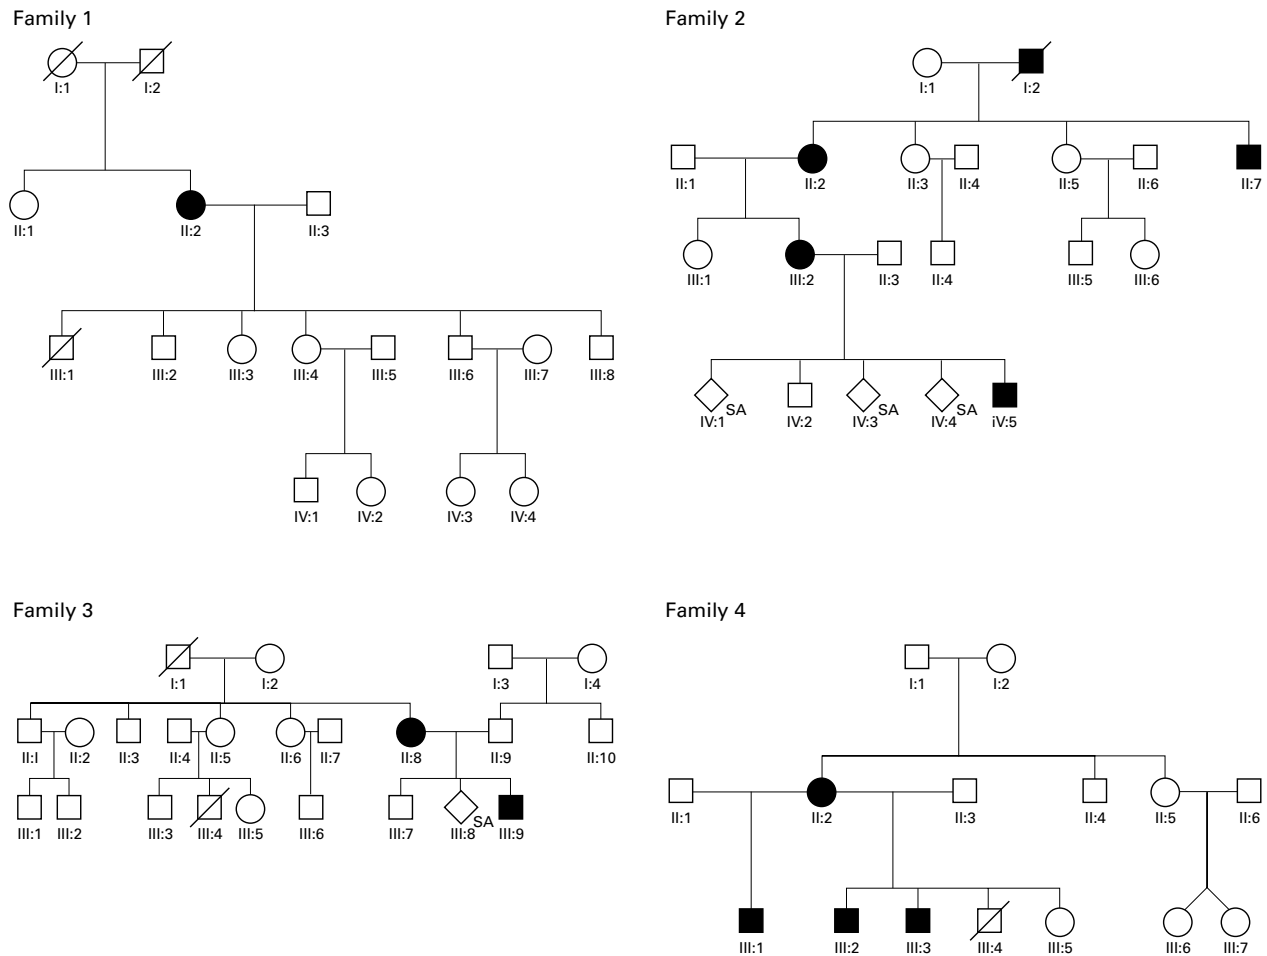 Family 1
I:1 I:2
II:1 II:2 II:3
III:1 III:2 III:3 III:4 III:5 III:6 III:7 III:8
IV:1 IV:2 IV:3 IV:4
Family 2
I:1 I:2
II:1 II:2 II:3 II:4 II:5 II:6 II:7
III:1 III:2 II:3 II:4 III:5 III:6
IV:1 SA IV:2 IV:3 SA IV:4 SA iV:5
Family 3
I:1 I:2 I:3 I:4
II:I II:2 II:3 II:4 II:5 II:6 II:7 II:8 II:9 II:10
III:1 III:2 III:3 III:4 III:5 III:6 III:7 III:8 SA III:9
Family 4
I:1 I:2
II:1 II:2 II:3 II:4 II:5 II:6
III:1 III:2 III:3 III:4 III:5 III:6 III:7